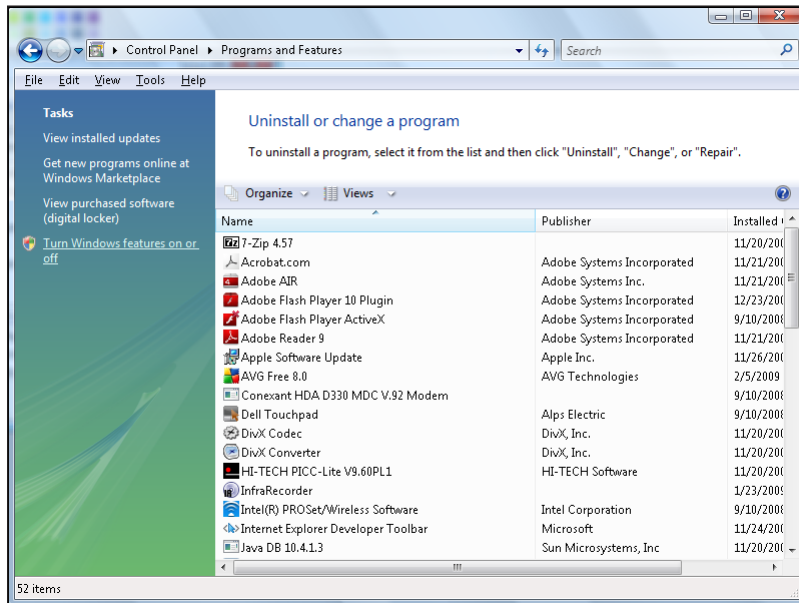 Control Panel ▸ Programs and Features
Search
File Edit View Tools Help
Tasks
View installed updates
Get new programs online at
Windows Marketplace
View purchased software
(digital locker)
Turn Windows features on or
off
Uninstall or change a program
To uninstall a program, select it from the list and then click "Uninstall", "Change", or "Repair".
Organize Views
Name Publisher Installed
7-Zip 4.57 11/20/200
Acrobat.com Adobe Systems Incorporated 11/21/200
Adobe AIR Adobe Systems Inc. 11/21/200
Adobe Flash Player 10 Plugin Adobe Systems Incorporated 12/23/200
Adobe Flash Player ActiveX Adobe Systems Incorporated 9/10/2008
Adobe Reader 9 Adobe Systems Incorporated 11/21/200
Apple Software Update Apple Inc. 11/26/200
AVG Free 8.0 AVG Technologies 2/5/2009
Conexant HDA D330 MDC V.92 Modem 9/10/2008
Dell Touchpad Alps Electric 9/10/2008
DivX Codec DivX, Inc. 11/20/200
DivX Converter DivX, Inc. 11/20/200
HI-TECH PICC-Lite V9.60PL1 HI-TECH Software 11/20/200
InfraRecorder 1/23/2009
Intel(R) PROSet/Wireless Software Intel Corporation 9/10/2008
Internet Explorer Developer Toolbar Microsoft 11/24/200
Java DB 10.4.1.3 Sun Microsystems, Inc 11/20/200
52 items